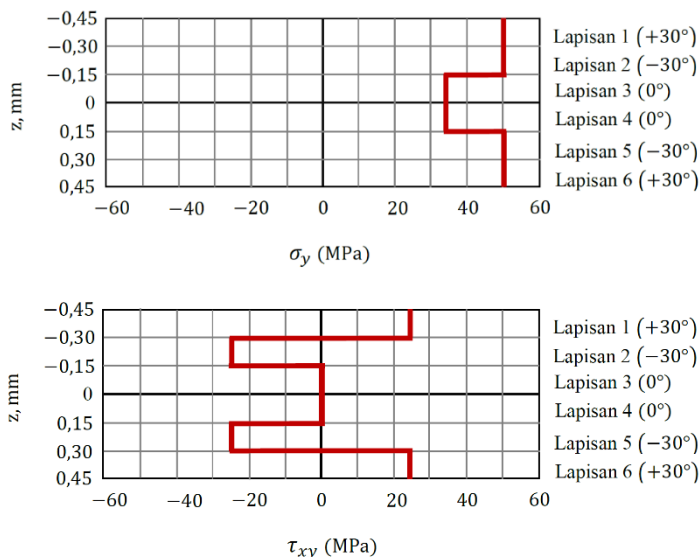 −0,45
−0,30
−0,15
0
0,15
0,30
0,45
z, mm
−60
−40
−20
0
20
40
60
σy (MPa)
Lapisan 1 (+30°)
Lapisan 2 (−30°)
Lapisan 3 (0°)
Lapisan 4 (0°)
Lapisan 5 (−30°)
Lapisan 6 (+30°)
−0,45
−0,30
−0,15
0
0,15
0,30
0,45
z, mm
−60
−40
−20
0
20
40
60
τxy (MPa)
Lapisan 1 (+30°)
Lapisan 2 (−30°)
Lapisan 3 (0°)
Lapisan 4 (0°)
Lapisan 5 (−30°)
Lapisan 6 (+30°)